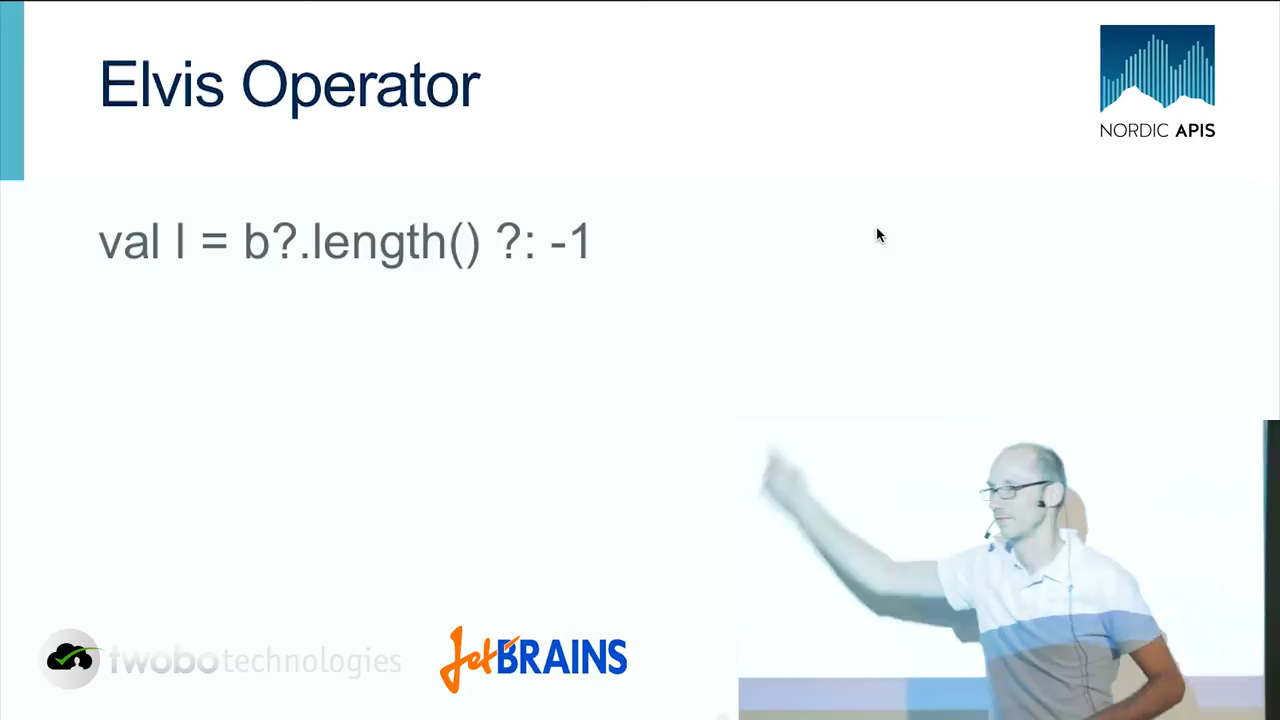 Elvis Operator
NORDIC APIS
val l = b?.length() ?: -1
twobotechnologies
JetBRAINS